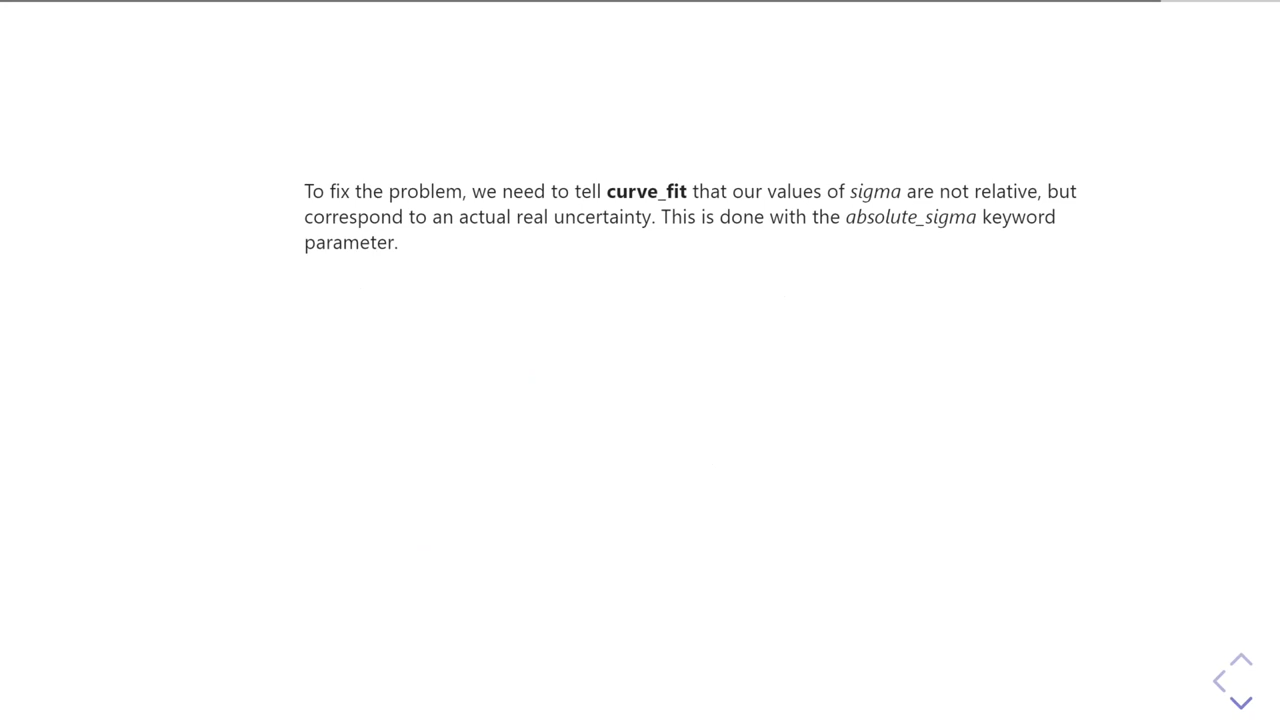 To fix the problem, we need to tell curve_fit that our values of sigma are not relative, but
correspond to an actual real uncertainty. This is done with the absolute_sigma keyword
parameter.